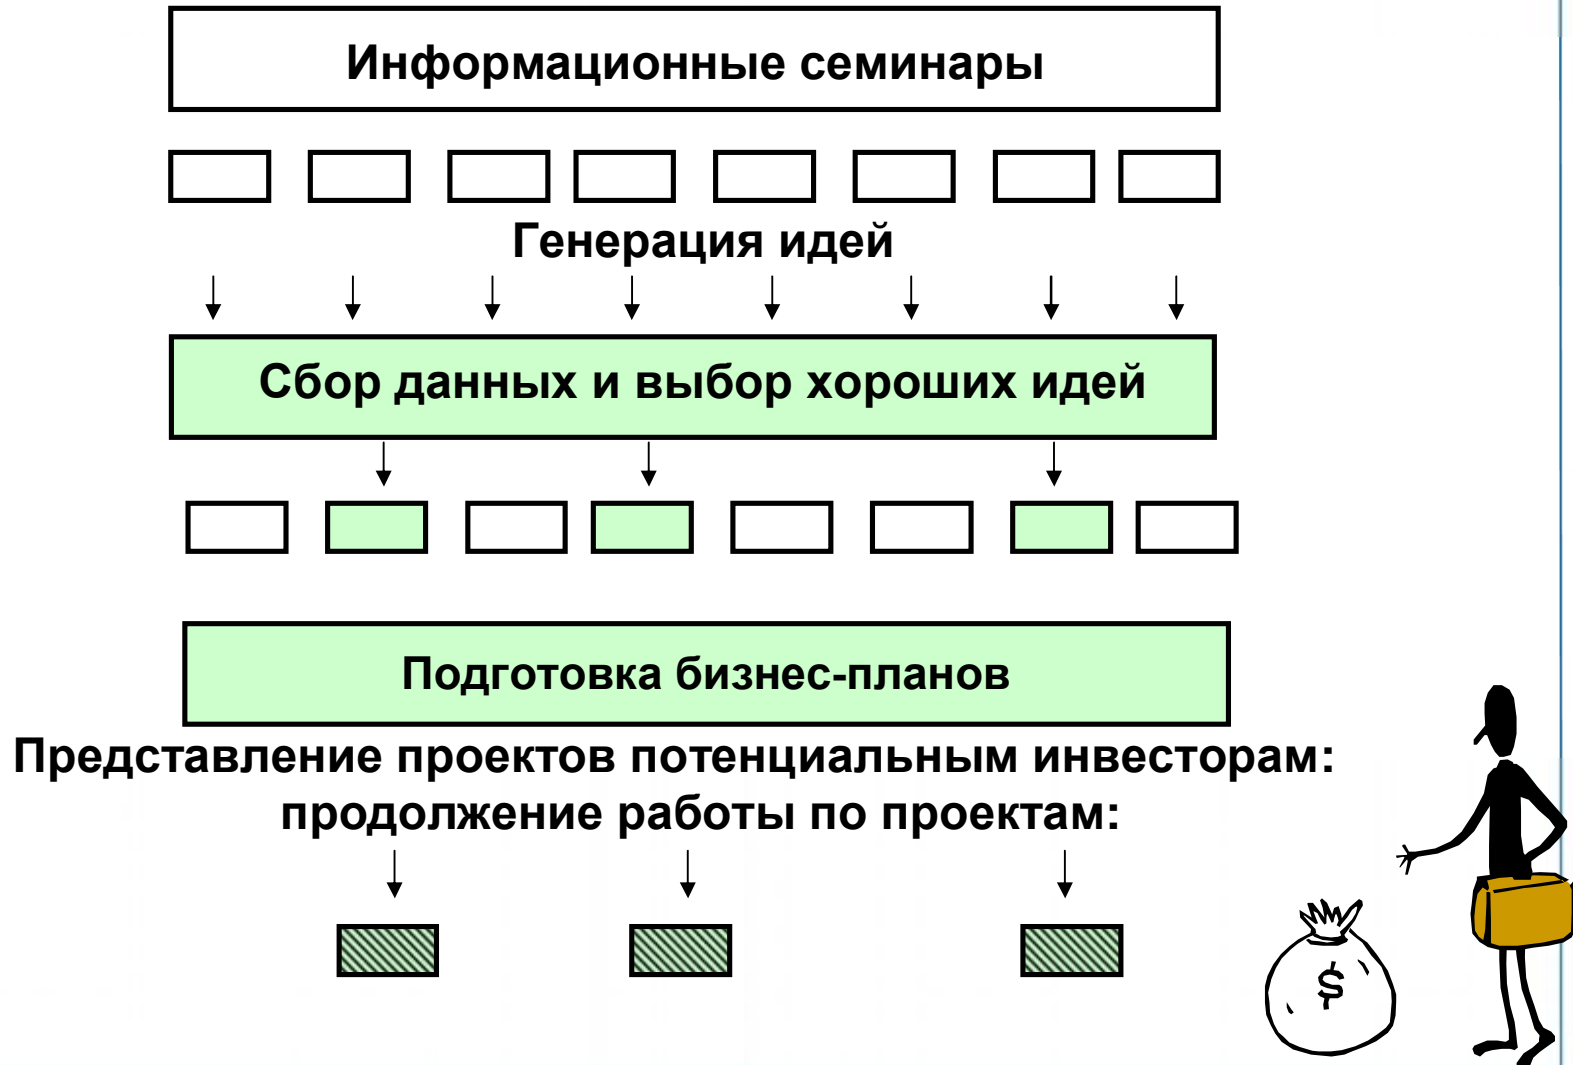 Информационные семинары
Генерация идей
Сбор данных и выбор хороших идей
Подготовка бизнес-планов
Представление проектов потенциальным инвесторам:
продолжение работы по проектам:
$